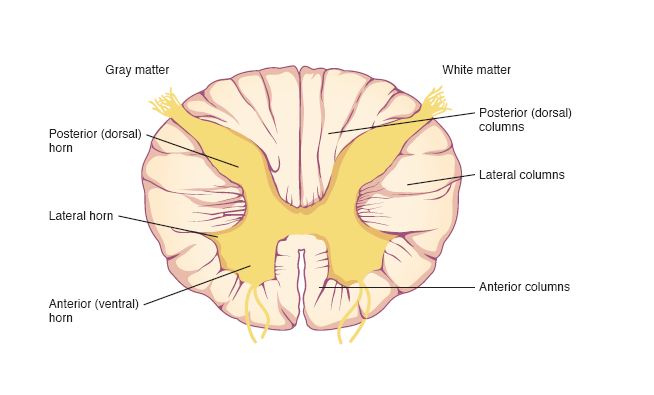 Gray matter
White matter
Posterior (dorsal)
horn
Lateral horn
Anterior (ventral)
horn
Posterior (dorsal)
columns
Lateral columns
Anterior columns